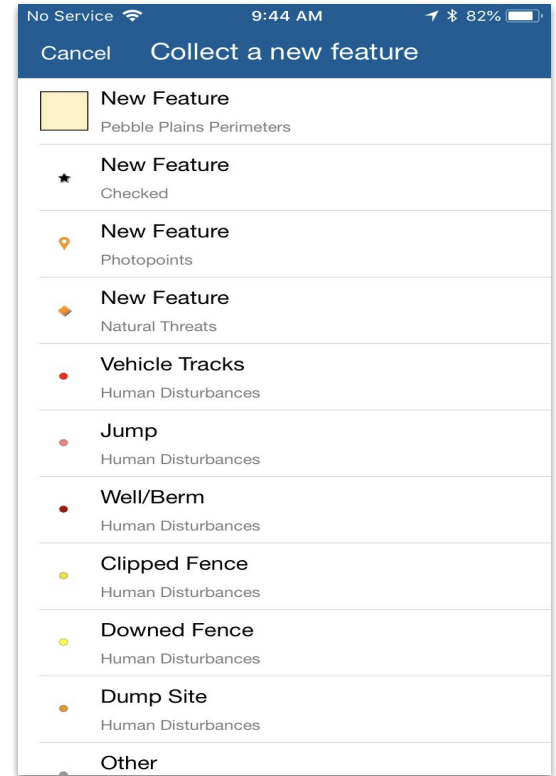 No Service 9:44 AM 82%
Cancel Collect a new feature
New Feature
Pebble Plains Perimeters
New Feature
Checked
New Feature
Photopoints
New Feature
Natural Threats
Vehicle Tracks
Human Disturbances
Jump
Human Disturbances
Well/Berm
Human Disturbances
Clipped Fence
Human Disturbances
Downed Fence
Human Disturbances
Dump Site
Human Disturbances
Other